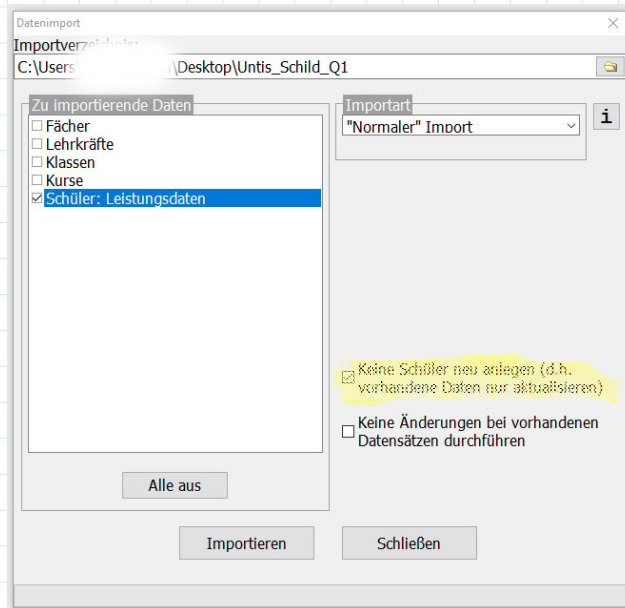 Datenimport
Importverzeichnis:
C:\Users\ \Desktop\Untis_Schild_Q1
Zu importierende Daten
Fächer
Lehrkräfte
Klassen
Kurse
Schüler: Leistungsdaten
Alle aus
Importart
"Normaler" Import
i
Keine Schüler neu anlegen (d.h.
vorhandene Daten nur aktualisieren)
Keine Änderungen bei vorhandenen
Datensätzen durchführen
Importieren
Schließen